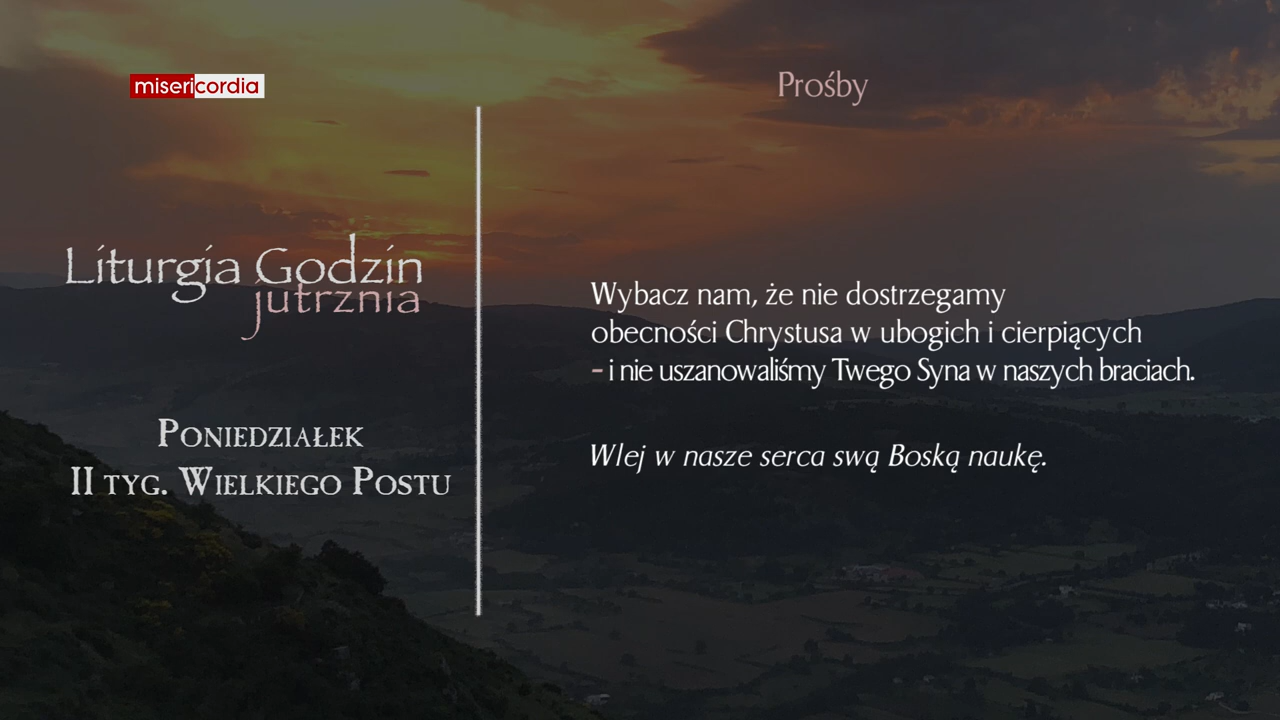 misericordia
Liturgia Godzin
jutrznia
Poniedziałek
II tyg. Wielkiego Postu
Prośby
Wybacz nam, że nie dostrzegamy
obecności Chrystusa w ubogich i cierpiących
- i nie uszanowaliśmy Twego Syna w naszych braciach.
Wlej w nasze serca swą Boską naukę.